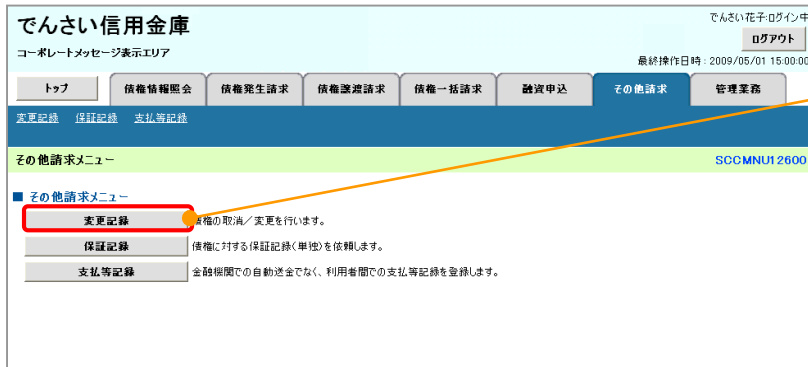 でんさい信用金庫
コーポレートメッセージ表示エリア
でんさい花子:ログイン中
ログアウト
最終操作日時:2009/05/01 15:00:00
トップ 債権情報照会 債権発生請求 債権譲渡請求 債権一括請求 融資申込 その他請求 管理業務
変更記録 保証記録 支払等記録
その他請求メニュー SCCMNU12600
■ その他請求メニュー
変更記録 債権の取消/変更を行います。
保証記録 債権に対する保証記録(単独)を依頼します。
支払等記録 金融機関での自動送金でなく、利用者間での支払等記録を登録します。